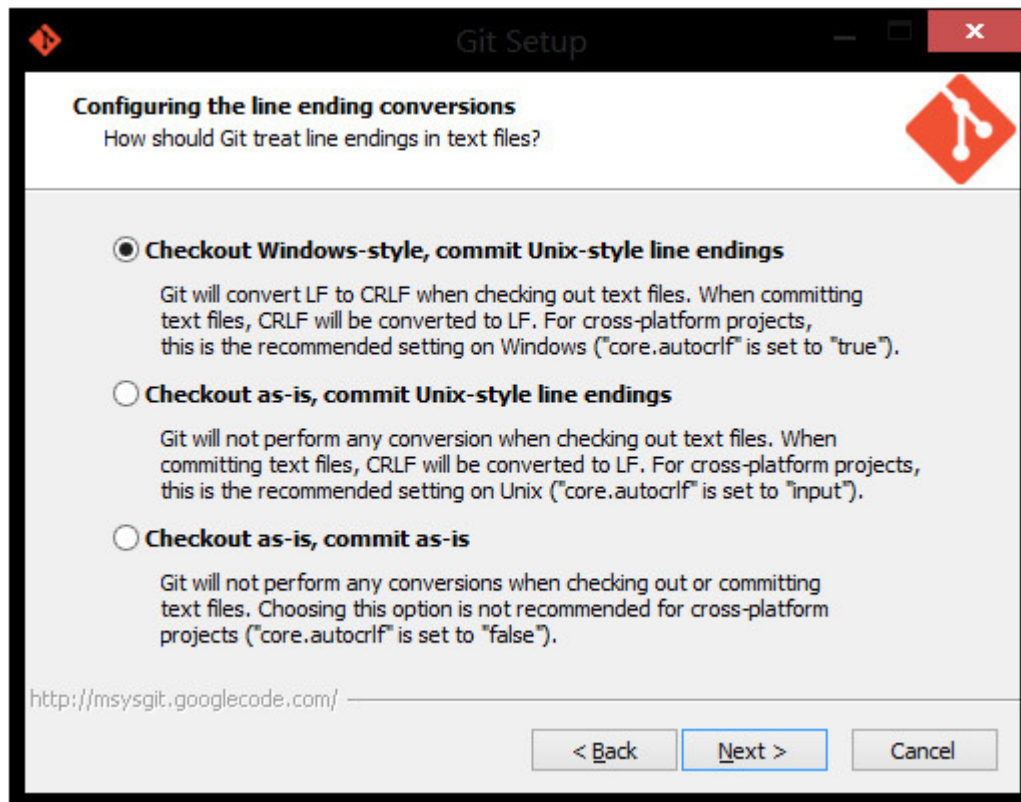 Git Setup
Configuring the line ending conversions
How should Git treat line endings in text files?
Checkout Windows-style, commit Unix-style line endings
Git will convert LF to CRLF when checking out text files. When committing
text files, CRLF will be converted to LF. For cross-platform projects,
this is the recommended setting on Windows ("core.autocrlf" is set to "true").
Checkout as-is, commit Unix-style line endings
Git will not perform any conversion when checking out text files. When
committing text files, CRLF will be converted to LF. For cross-platform projects,
this is the recommended setting on Unix ("core.autocrlf" is set to "input").
Checkout as-is, commit as-is
Git will not perform any conversions when checking out or committing
text files. Choosing this option is not recommended for cross-platform
projects ("core.autocrlf" is set to "false").
http://msysgit.googlecode.com/
< Back
Next >
Cancel